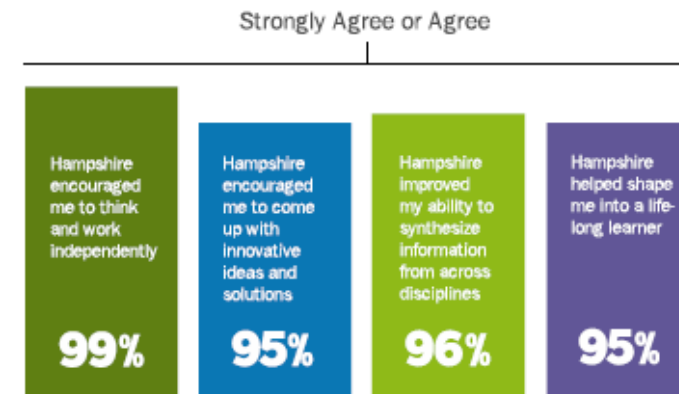 Strongly Agree or Agree
Hampshire
encouraged
me to think
and work
independently
99%
Hampshire
encouraged
me to come
up with
innovative
ideas and
solutions
95%
Hampshire
improved
my ability to
synthesize
information
from across
disciplines
96%
Hampshire
helped shape
me into a life-
long learner
95%